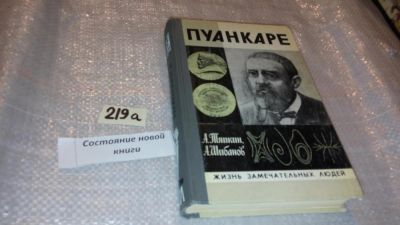 ПУАНКАРЕ
219а
Состояние новой
книги
А. Тяпкин,
А. Шибанов
ЖИЗНЬ ЗАМЕЧАТЕЛЬНЫХ ЛЮДЕЙ